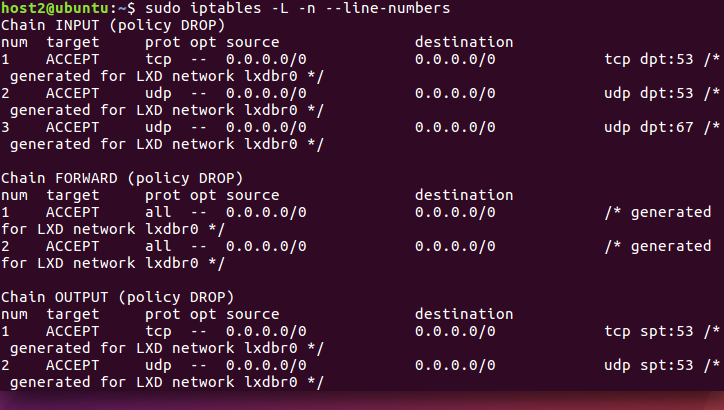 host2@ubuntu:~$ sudo iptables -L -n --line-numbers
Chain INPUT (policy DROP)
num  target     prot opt source               destination
1    ACCEPT     tcp  --  0.0.0.0/0            0.0.0.0/0            tcp dpt:53 /*
 generated for LXD network lxdbr0 */
2    ACCEPT     udp  --  0.0.0.0/0            0.0.0.0/0            udp dpt:53 /*
 generated for LXD network lxdbr0 */
3    ACCEPT     udp  --  0.0.0.0/0            0.0.0.0/0            udp dpt:67 /*
 generated for LXD network lxdbr0 */
Chain FORWARD (policy DROP)
num  target     prot opt source               destination
1    ACCEPT     all  --  0.0.0.0/0            0.0.0.0/0            /* generated
for LXD network lxdbr0 */
2    ACCEPT     all  --  0.0.0.0/0            0.0.0.0/0            /* generated
for LXD network lxdbr0 */
Chain OUTPUT (policy DROP)
num  target     prot opt source               destination
1    ACCEPT     tcp  --  0.0.0.0/0            0.0.0.0/0            tcp spt:53 /*
 generated for LXD network lxdbr0 */
2    ACCEPT     udp  --  0.0.0.0/0            0.0.0.0/0            udp spt:53 /*
 generated for LXD network lxdbr0 */